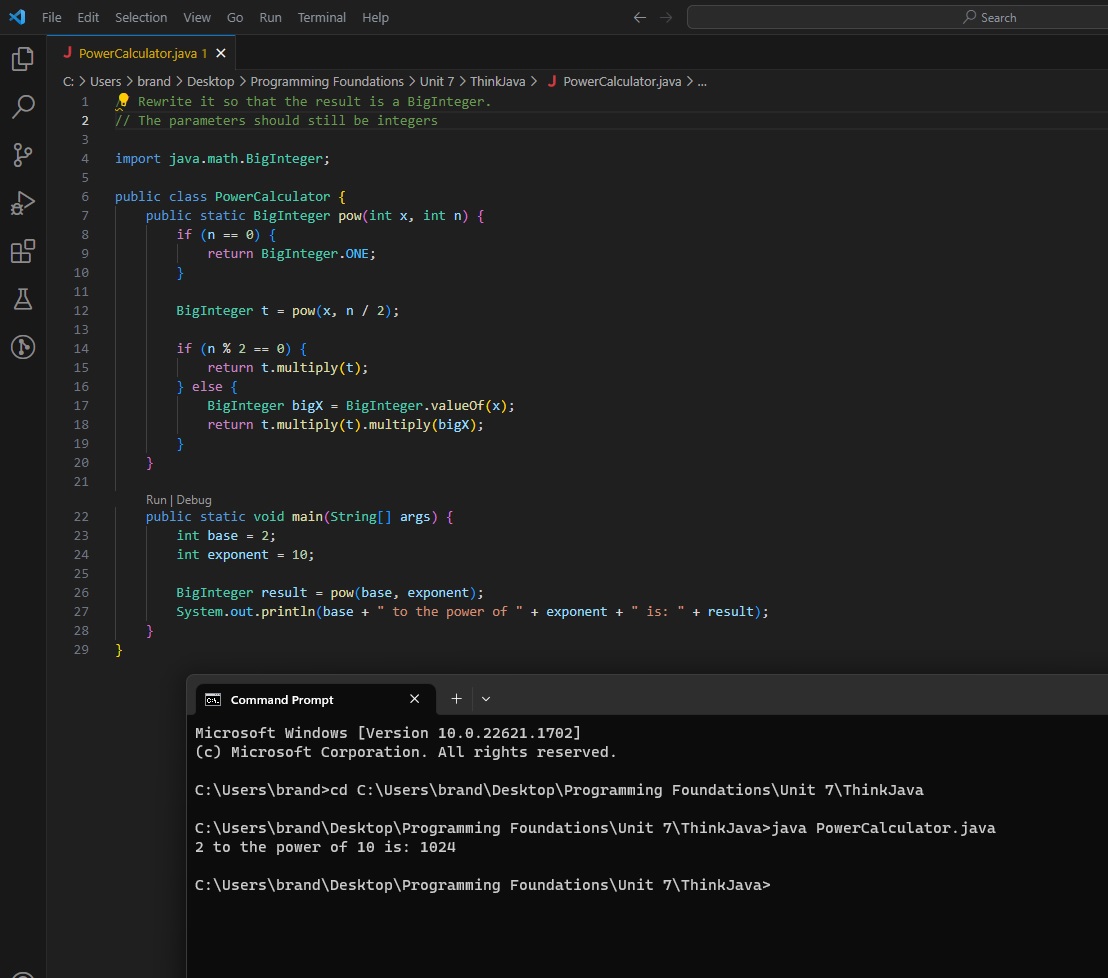 File Edit Selection View Go Run Terminal Help Search
PowerCalculator.java 1
C: > Users > brand > Desktop > Programming Foundations > Unit 7 > ThinkJava > J PowerCalculator.java > ...
1 Rewrite it so that the result is a BigInteger.
2 // The parameters should still be integers
3
4 import java.math.BigInteger;
5
6 public class PowerCalculator {
7 public static BigInteger pow(int x, int n) {
8 if (n == 0) {
9 return BigInteger.ONE;
10 }
11
12 BigInteger t = pow(x, n / 2);
13
14 if (n % 2 == 0) {
15 return t.multiply(t);
16 } else {
17 BigInteger bigX = BigInteger.valueOf(x);
18 return t.multiply(t).multiply(bigX);
19 }
20 }
21
Run | Debug
22 public static void main(String[] args) {
23 int base = 2;
24 int exponent = 10;
25
26 BigInteger result = pow(base, exponent);
27 System.out.println(base + " to the power of " + exponent + " is: " + result);
28 }
29 }
Command Prompt
Microsoft Windows [Version 10.0.22621.1702]
(c) Microsoft Corporation. All rights reserved.
C:\Users\brand>cd C:\Users\brand\Desktop\Programming Foundations\Unit 7\ThinkJava
C:\Users\brand\Desktop\Programming Foundations\Unit 7\ThinkJava>java PowerCalculator.java
2 to the power of 10 is: 1024
C:\Users\brand\Desktop\Programming Foundations\Unit 7\ThinkJava>